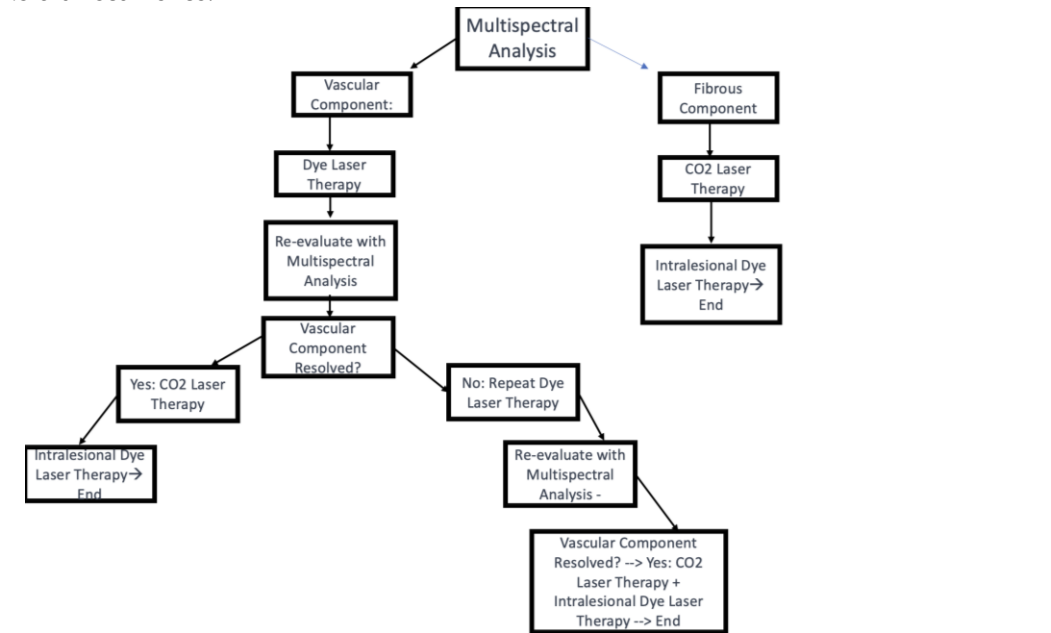 Multispectral
Analysis
Vascular
Component:
Fibrous
Component
Dye Laser
Therapy
CO2 Laser
Therapy
Re-evaluate with
Multispectral
Analysis
Intralesional Dye
Laser Therapy→
End
Vascular
Component
Resolved?
Yes: CO2 Laser
Therapy
No: Repeat Dye
Laser Therapy
Intralesional Dye
Laser Therapy→
End
Re-evaluate with
Multispectral
Analysis -
Vascular Component
Resolved? --> Yes: CO2
Laser Therapy +
Intralesional Dye Laser
Therapy --> End